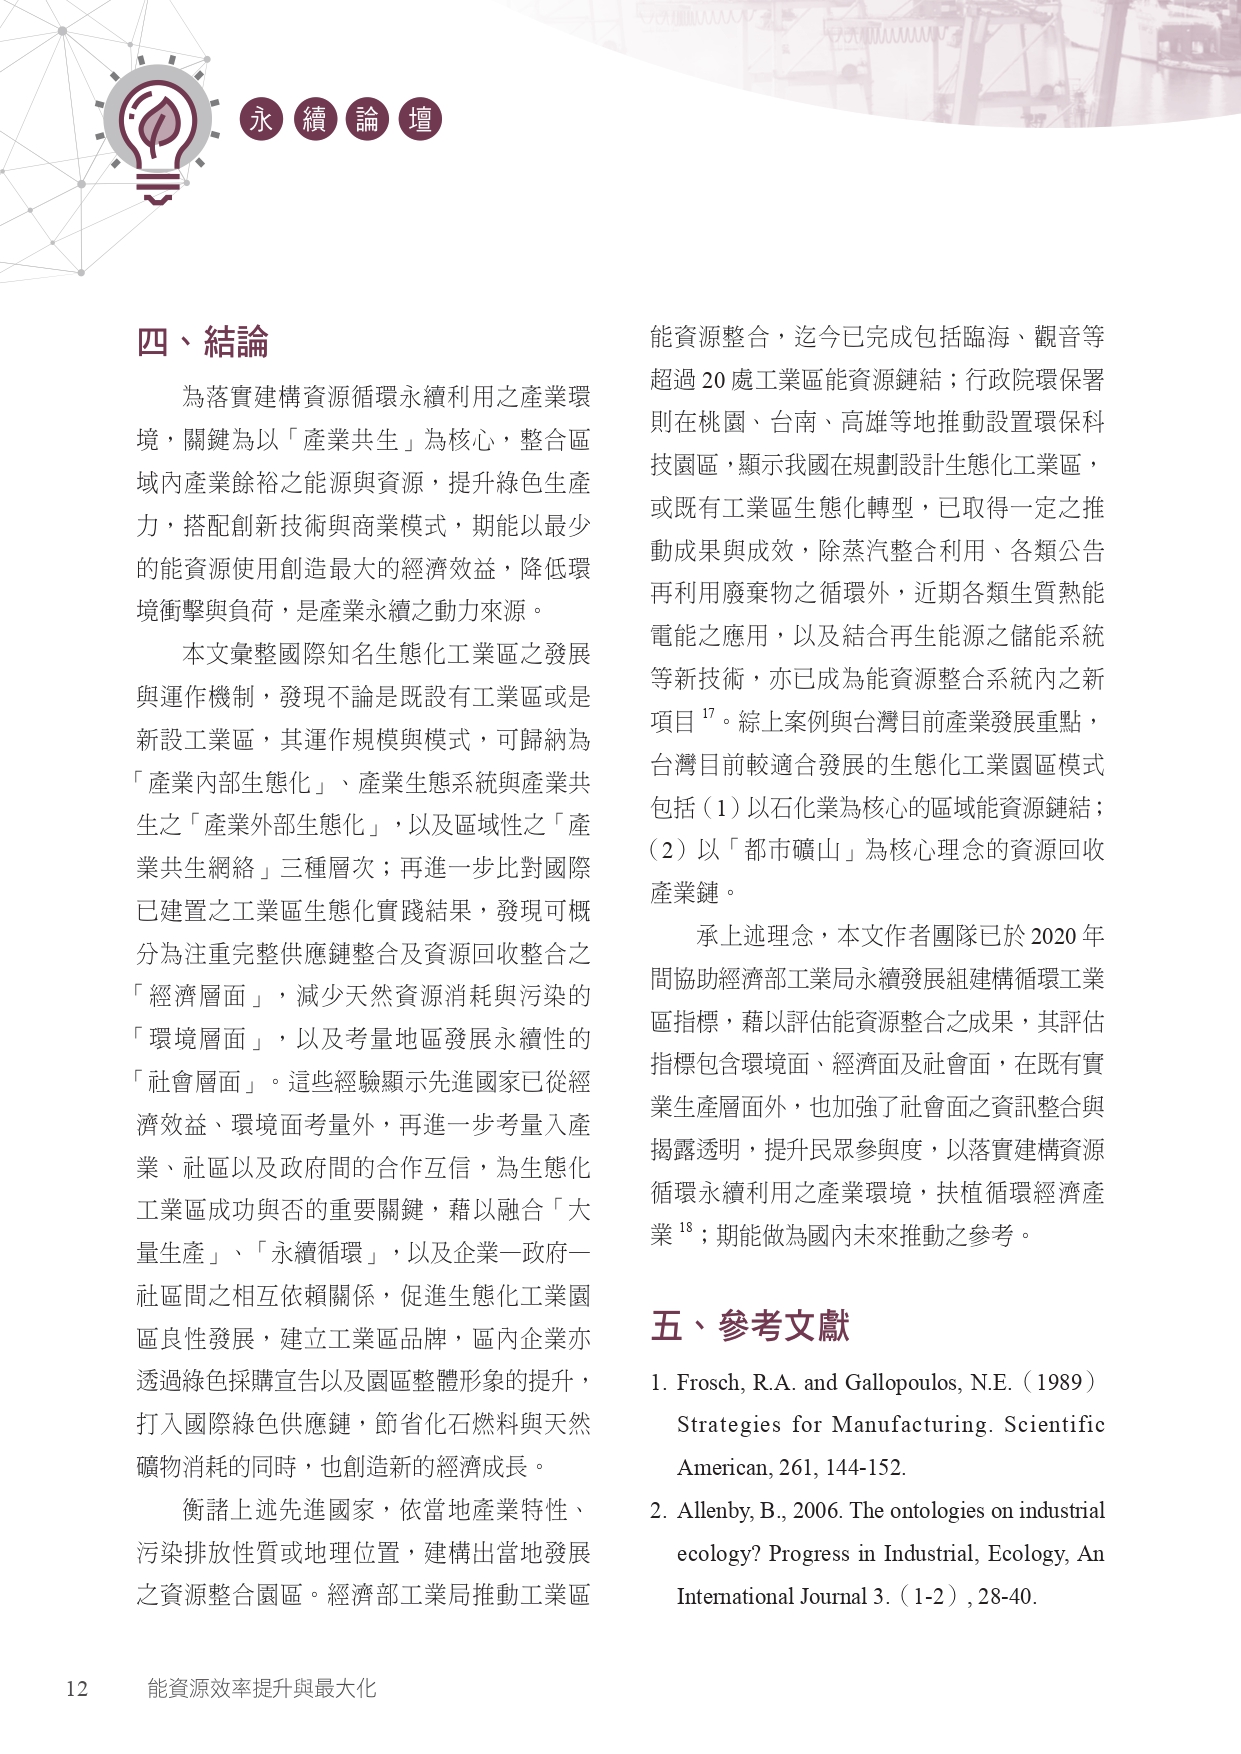 永續論壇
四、結論
為落實建構資源循環永續利用之產業環
境，關鍵為以「產業共生」為核心，整合區
域內產業餘裕之能源與資源，提升綠色生產
力，搭配創新技術與商業模式，期能以最少
的能資源使用創造最大的經濟效益，降低環
境衝擊與負荷，是產業永續之動力來源。
本文彙整國際知名生態化工業區之發展
與運作機制，發現不論是既設有工業區或是
新設工業區，其運作規模與模式，可歸納為
「產業內部生態化」、產業生態系統與產業共
生之「產業外部生態化」，以及區域性之「產
業共生網絡」三種層次；再進一步比對國際
已建置之工業區生態化實踐結果，發現可概
分為注重完整供應鏈整合及資源回收整合之
「經濟層面」，減少天然資源消耗與污染的
「環境層面」，以及考量地區發展永續性的
「社會層面」。這些經驗顯示先進國家已從經
濟效益、環境面考量外，再進一步考量入產
業、社區以及政府間的合作互信，為生態化
工業區成功與否的重要關鍵，藉以融合「大
量生產」、「永續循環」，以及企業—政府—
社區間之相互依賴關係，促進生態化工業園
區良性發展，建立工業區品牌，區內企業亦
透過綠色採購宣告以及園區整體形象的提升，
打入國際綠色供應鏈，節省化石燃料與天然
礦物消耗的同時，也創造新的經濟成長。
衡諸上述先進國家，依當地產業特性、
污染排放性質或地理位置，建構出當地發展
之資源整合園區。經濟部工業局推動工業區
能資源整合，迄今已完成包括臨海、觀音等
超過 20 處工業區能資源鏈結；行政院環保署
則在桃園、台南、高雄等地推動設置環保科
技園區，顯示我國在規劃設計生態化工業區，
或既有工業區生態化轉型，已取得一定之推
動成果與成效，除蒸汽整合利用、各類公告
再利用廢棄物之循環外，近期各類生質熱能
電能之應用，以及結合再生能源之儲能系統
等新技術，亦已成為能資源整合系統內之新
項目 17。綜上案例與台灣目前產業發展重點，
台灣目前較適合發展的生態化工業園區模式
包括（1）以石化業為核心的區域能資源鏈結；
（2）以「都市礦山」為核心理念的資源回收
產業鏈。
承上述理念，本文作者團隊已於 2020 年
間協助經濟部工業局永續發展組建構循環工業
區指標，藉以評估能資源整合之成果，其評估
指標包含環境面、經濟面及社會面，在既有實
業生產層面外，也加強了社會面之資訊整合與
揭露透明，提升民眾參與度，以落實建構資源
循環永續利用之產業環境，扶植循環經濟產
業 18；期能做為國內未來推動之參考。
五、參考文獻
1. Frosch, R.A. and Gallopoulos, N.E.（1989）
Strategies for Manufacturing. Scientific
American, 261, 144-152.
2. Allenby, B., 2006. The ontologies on industrial
ecology? Progress in Industrial, Ecology, An
International Journal 3.（1-2）, 28-40.
12 能資源效率提升與最大化